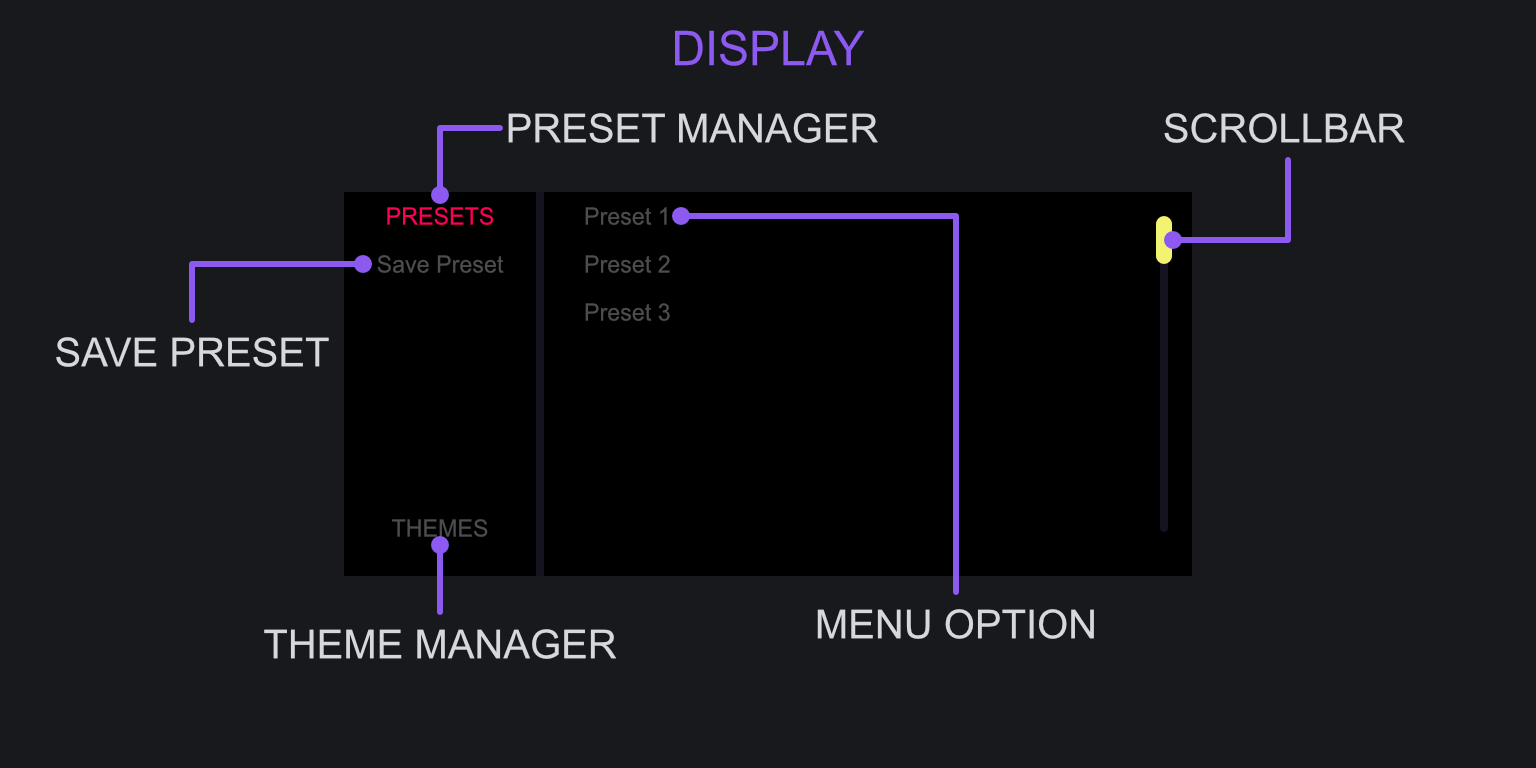 DISPLAY
PRESET MANAGER
SCROLLBAR
PRESETS
Preset 1
Save Preset
Preset 2
Preset 3
SAVE PRESET
THEMES
MENU OPTION
THEME MANAGER